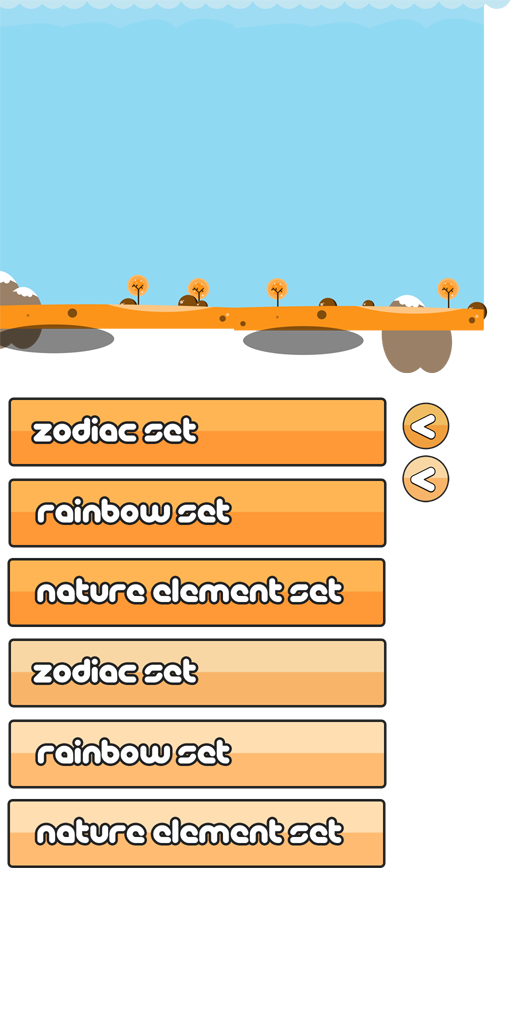 zodiac set
<
rainbow set
<
nature element set
zodiac set
rainbow set
nature element set